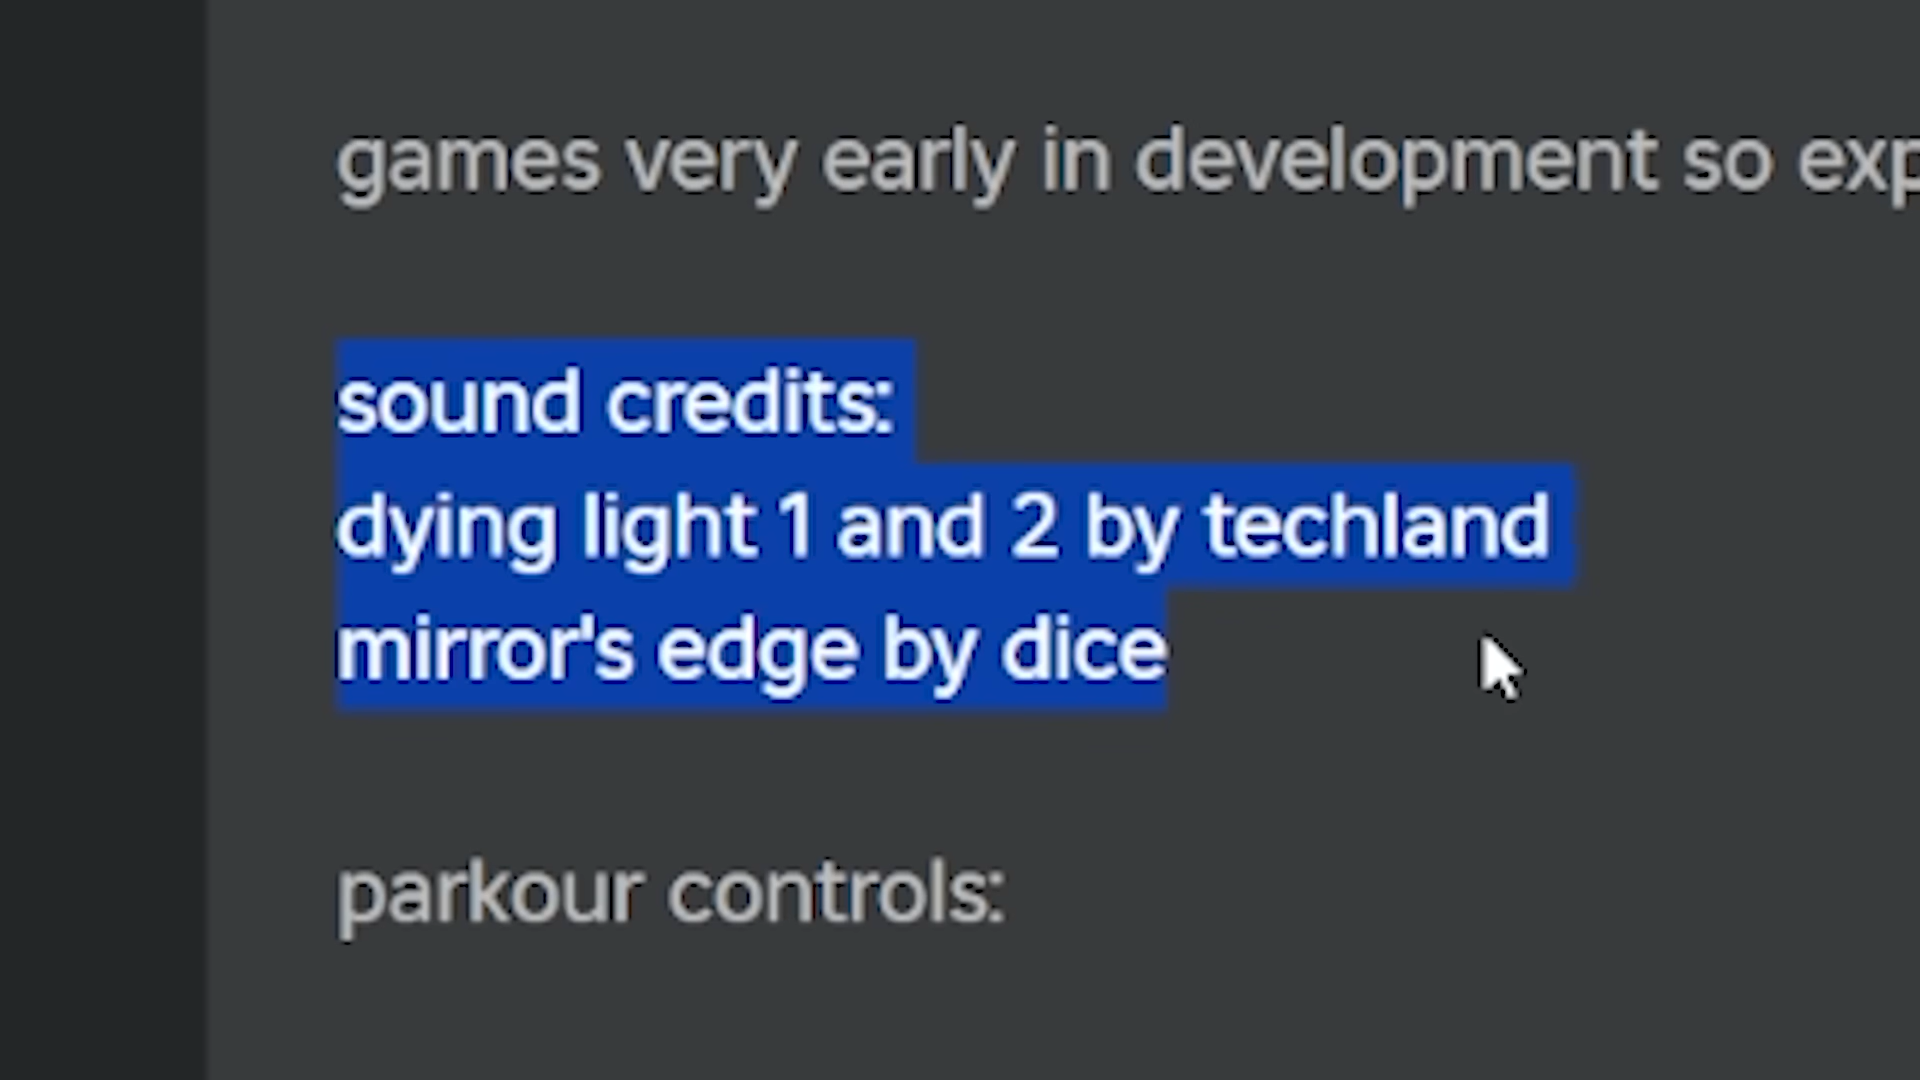 games very early in development so exp
sound credits:
dying light 1 and 2 by techland
mirror's edge by dice
parkour controls: